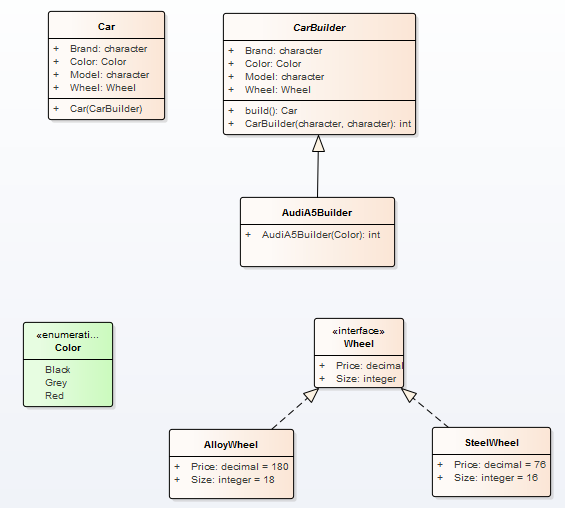 Car
+ Brand: character
+ Color: Color
+ Model: character
+ Wheel: Wheel
+ Car(CarBuilder)
CarBuilder
+ Brand: character
+ Color: Color
+ Model: character
+ Wheel: Wheel
+ build(): Car
+ CarBuilder(character, character): int
AudiA5Builder
+ AudiA5Builder(Color): int
«enumerati...
Color
Black
Grey
Red
«interface»
Wheel
+ Price: decimal
+ Size: integer
AlloyWheel
+ Price: decimal = 180
+ Size: integer = 18
SteelWheel
+ Price: decimal = 76
+ Size: integer = 16